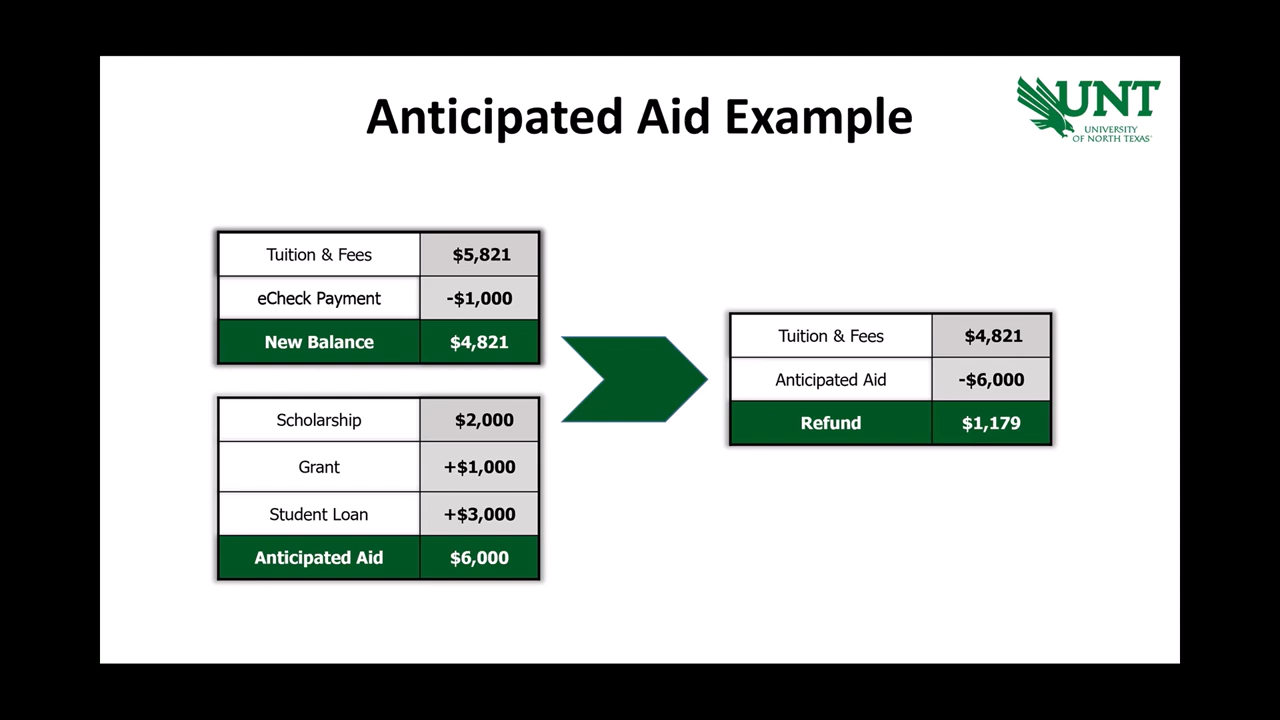 Anticipated Aid Example
UNT
UNIVERSITY
OF NORTH TEXAS
Tuition & Fees $5,821
eCheck Payment -$1,000
New Balance $4,821
Scholarship $2,000
Grant +$1,000
Student Loan +$3,000
Anticipated Aid $6,000
Tuition & Fees $4,821
Anticipated Aid -$6,000
Refund $1,179